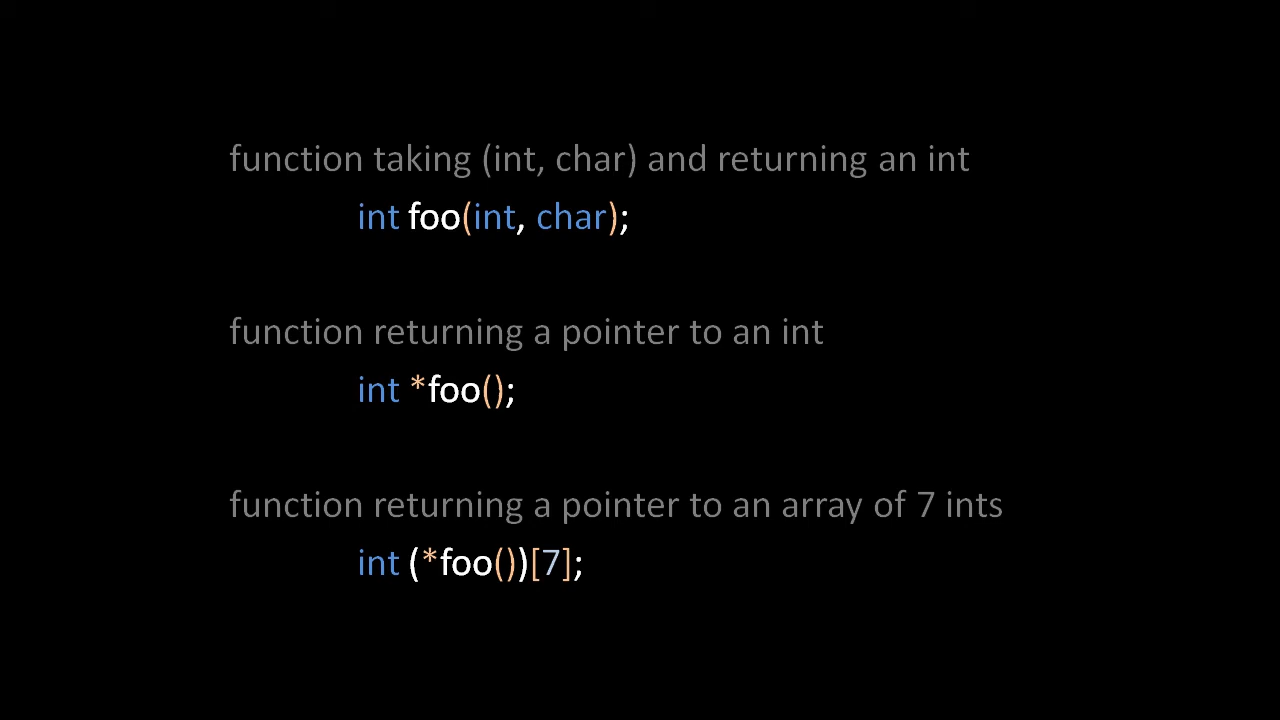 function taking (int, char) and returning an int
int foo(int, char);
function returning a pointer to an int
int *foo();
function returning a pointer to an array of 7 ints
int (*foo())[7];